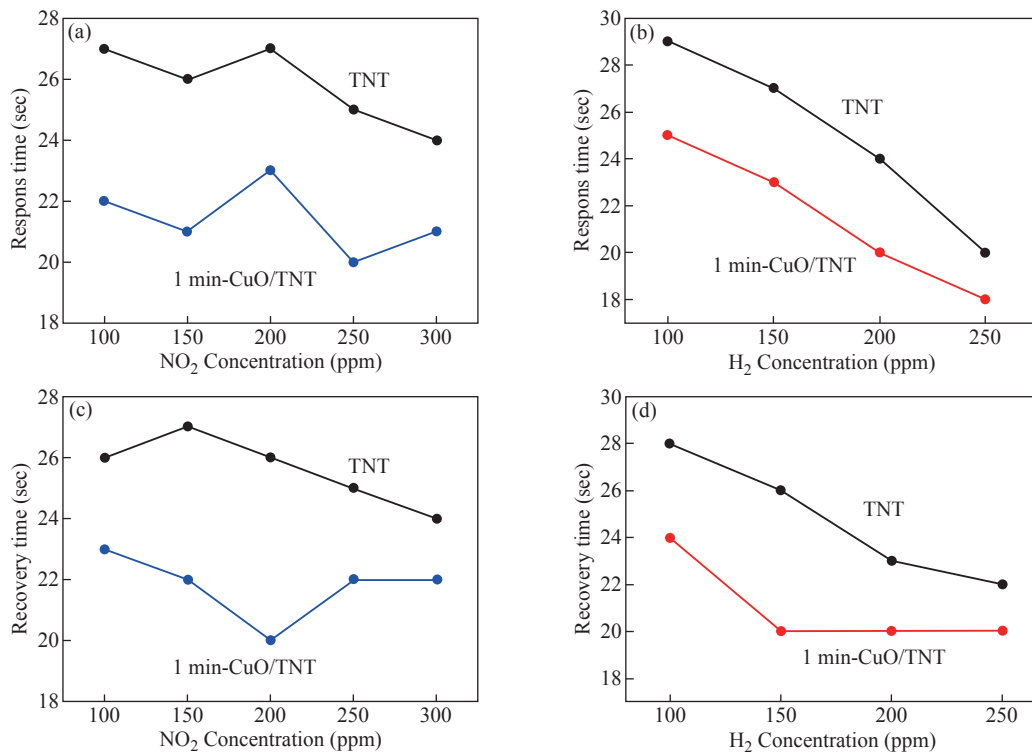 (a)
Respons time (sec)
28
26
24
22
20
18
TNT
1 min-CuO/TNT
100 150 200 250 300
NO2 Concentration (ppm)
(b)
Respons time (sec)
30
28
26
24
22
20
18
TNT
1 min-CuO/TNT
100 150 200 250
H2 Concentration (ppm)
(c)
Recovery time (sec)
28
26
24
22
20
18
TNT
1 min-CuO/TNT
100 150 200 250 300
NO2 Concentration (ppm)
(d)
Recovery time (sec)
30
28
26
24
22
20
18
TNT
1 min-CuO/TNT
100 150 200 250
H2 Concentration (ppm)